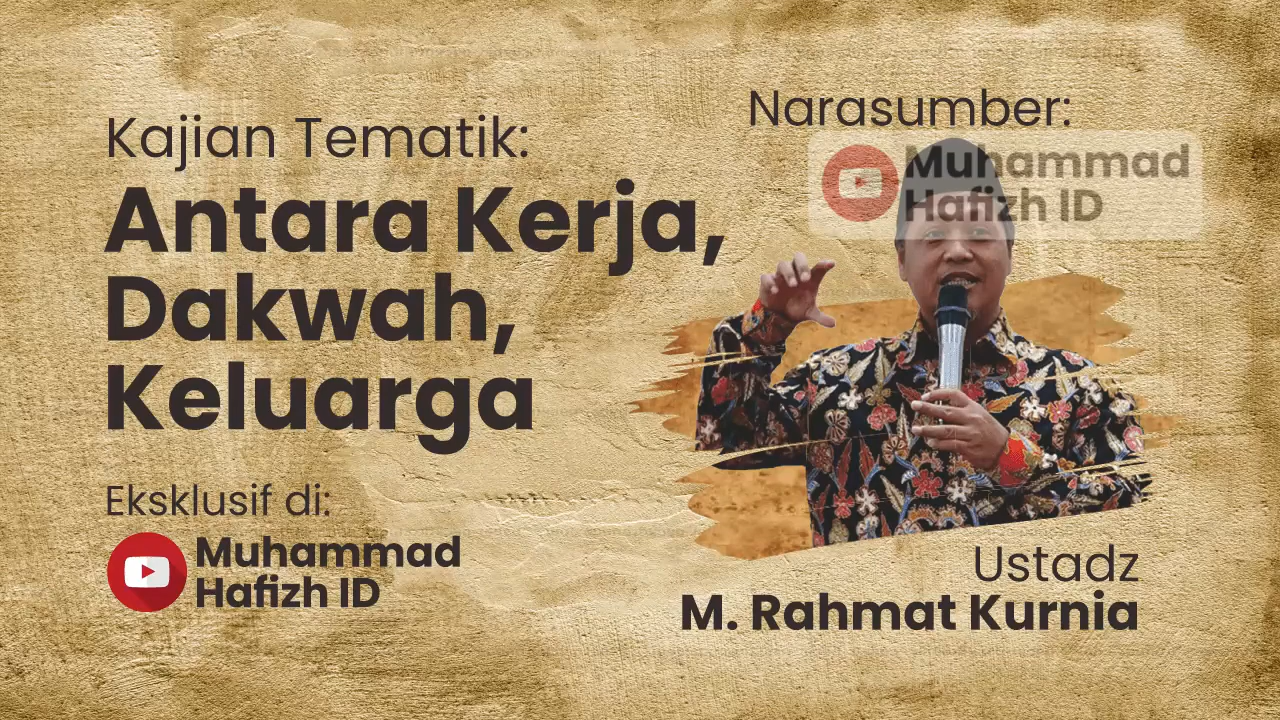 Kajian Tematik:
Antara Kerja,
Dakwah,
Keluarga
Eksklusif di:
Muhammad
Hafizh ID
Narasumber:
Muhammad
Hafizh ID
Ustadz
M. Rahmat Kurnia